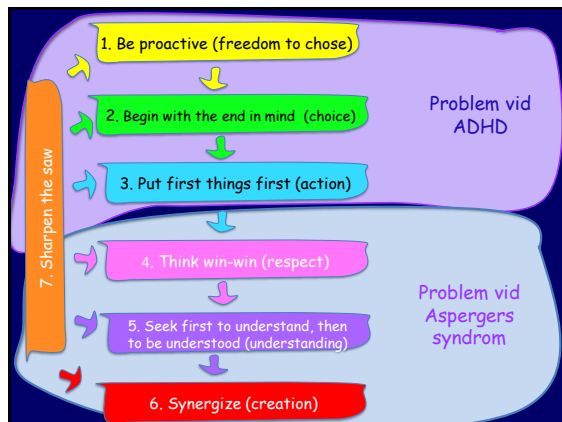 1. Be proactive (freedom to chose)
2. Begin with the end in mind (choice)
3. Put first things first (action)
4. Think win-win (respect)
5. Seek first to understand, then
to be understood (understanding)
6. Synergize (creation)
7. Sharpen the saw
Problem vid
ADHD
Problem vid
Aspergers
syndrom